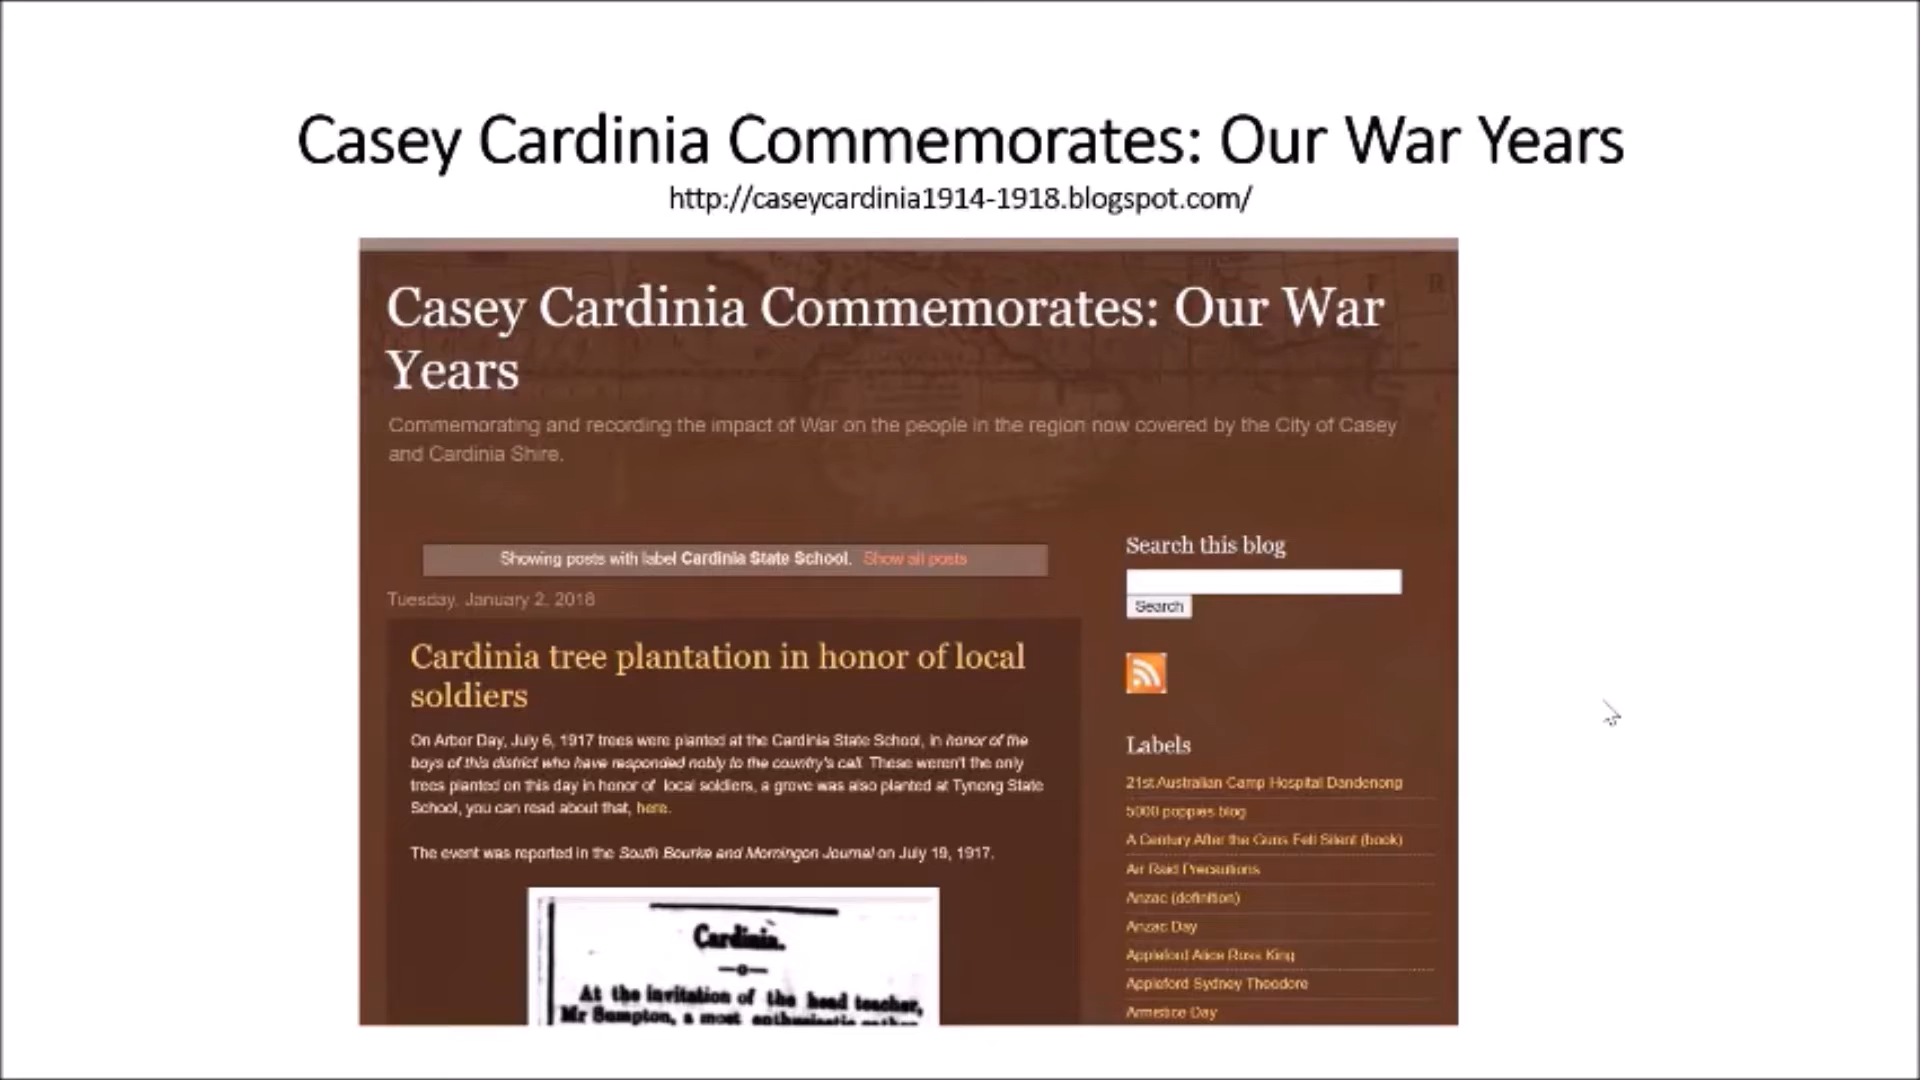 Casey Cardinia Commemorates: Our War Years
http://caseycardinia1914-1918.blogspot.com/
Casey Cardinia Commemorates: Our War
Years
Commemorating and recording the impact of War on the people in the region now covered by the City of Casey
and Cardinia Shire.
Showing posts with label Cardinia State School. Show all posts
Tuesday, January 2, 2018
Cardinia tree plantation in honor of local
soldiers
On Arbor Day, July 6, 1917 trees were planted at the Cardinia State School, in honor of the
boys of this district who have responded nobly to the country's call. These weren't the only
trees planted on this day in honor of local soldiers, a grove was also planted at Tynong State
School, you can read about that, here.
The event was reported in the South Bourke and Mornington Journal on July 19, 1917.
Cardinia.
—o—
At the invitation of the head teacher,
Mr Sumpton, a most enthusiastic
Search this blog
Search
Labels
21st Australian Camp Hospital Dandenong
5000 poppies blog
A Century After the Guns Fell Silent (book)
Air Raid Precautions
Anzac (definition)
Anzac Day
Appleford Alice Ross King
Appleford Sydney Theodore
Armistice Day